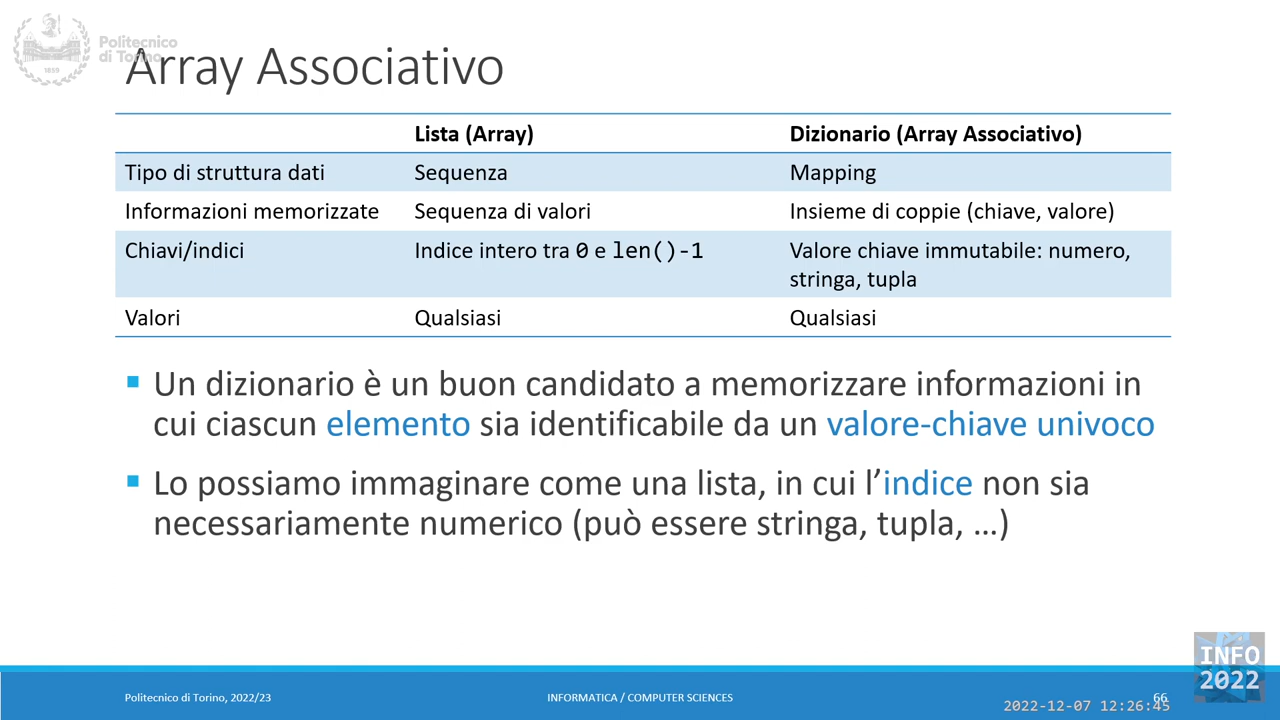 Politecnico
di Torino
1859
Array Associativo
Lista (Array) Dizionario (Array Associativo)
Tipo di struttura dati Sequenza Mapping
Informazioni memorizzate Sequenza di valori Insieme di coppie (chiave, valore)
Chiavi/indici Indice intero tra 0 e len()-1 Valore chiave immutabile: numero,
stringa, tupla
Valori Qualsiasi Qualsiasi
Un dizionario è un buon candidato a memorizzare informazioni in
cui ciascun elemento sia identificabile da un valore-chiave univoco
Lo possiamo immaginare come una lista, in cui l’indice non sia
necessariamente numerico (può essere stringa, tupla, …)
INFO
2022
Politecnico di Torino, 2022/23 INFORMATICA / COMPUTER SCIENCES 66
2022-12-07 12:26:45